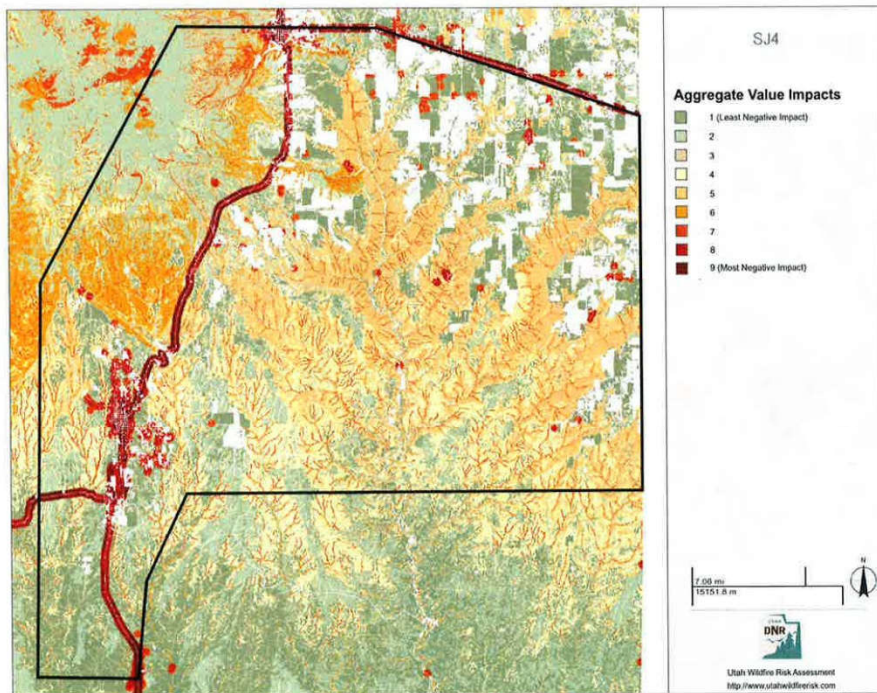 SJ4
Aggregate Value Impacts
1 (Least Negative Impact)
2
3
4
5
6
7
8
9 (Most Negative Impact)
N
7.06 mi
15151.8 m
UTAH
DNR
Utah Wildfire Risk Assessment
http://www.utahwildfirerisk.com